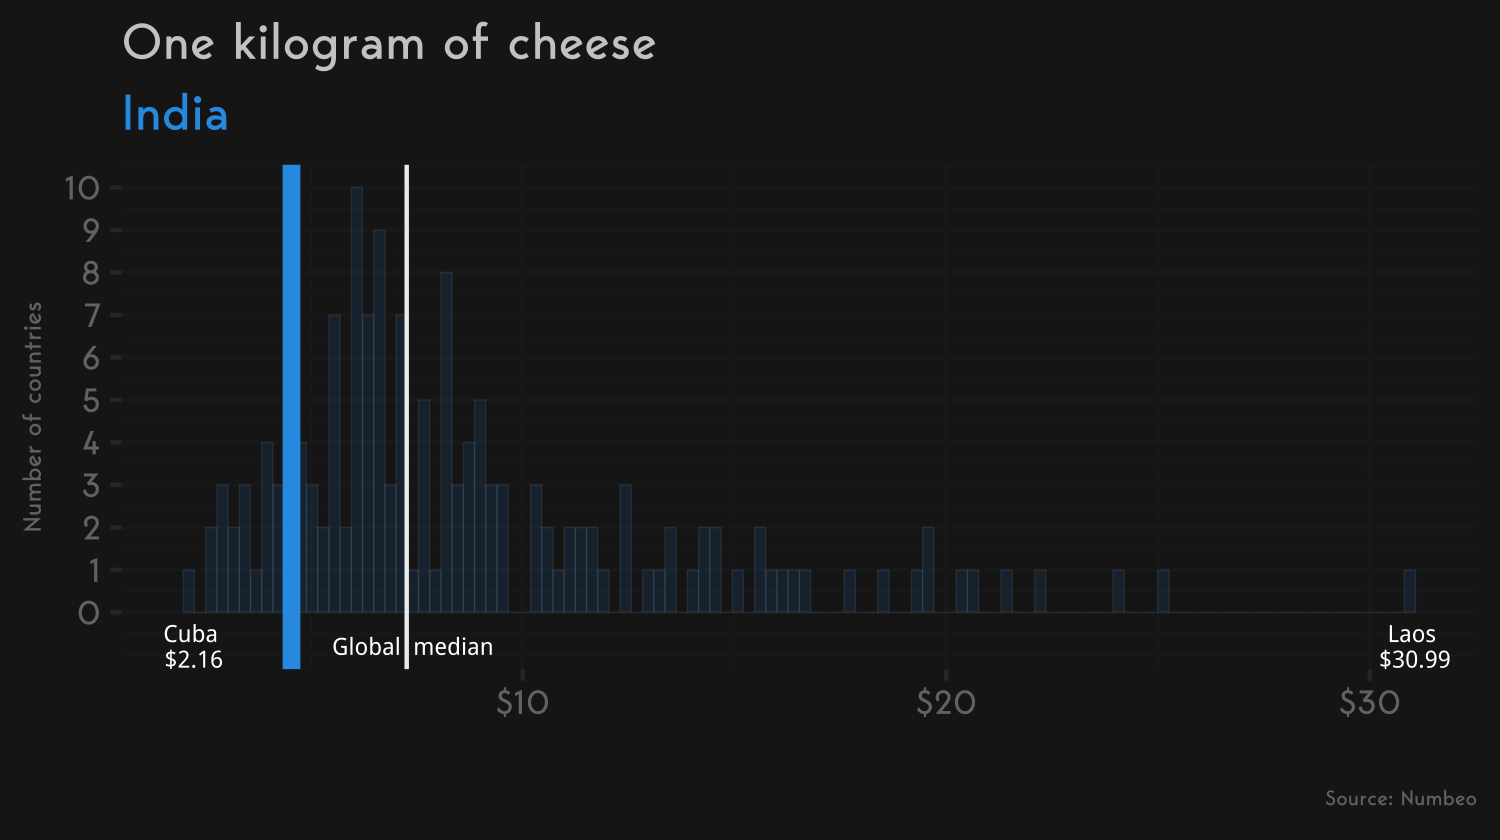 One kilogram of cheese
India
Number of countries
10
9
8
7
6
5
4
3
2
1
0
Cuba
$2.16
Global median
Laos
$30.99
$10 $20 $30
Source: Numbeo